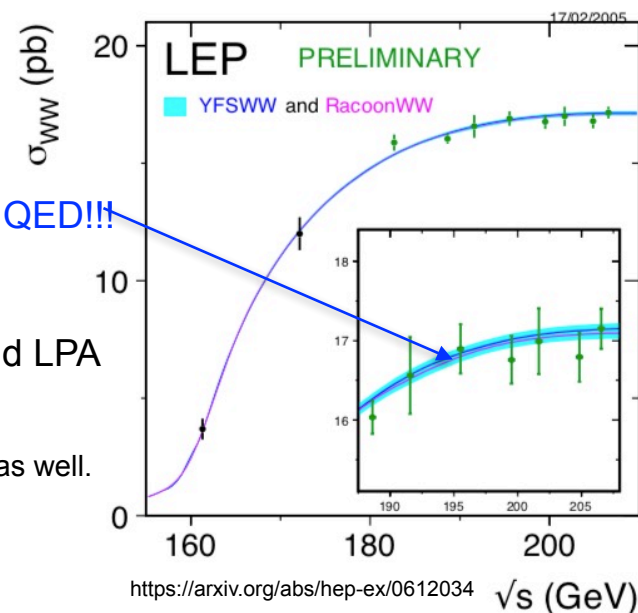 17/02/2005
20
LEP PRELIMINARY
YFSWW and RacoonWW
σWW (pb)
QED!!!
10
d LPA
as well.
0
18
17
16
190 195 200 205
160 180 200
https://arxiv.org/abs/hep-ex/0612034 √s (GeV)